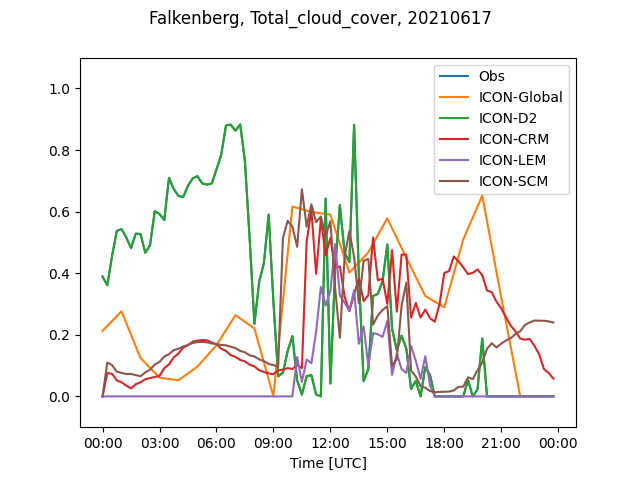 Falkenberg, Total_cloud_cover, 20210617
Obs
ICON-Global
ICON-D2
ICON-CRM
ICON-LEM
ICON-SCM
1.0
0.8
0.6
0.4
0.2
0.0
00:00 03:00 06:00 09:00 12:00 15:00 18:00 21:00 00:00
Time [UTC]